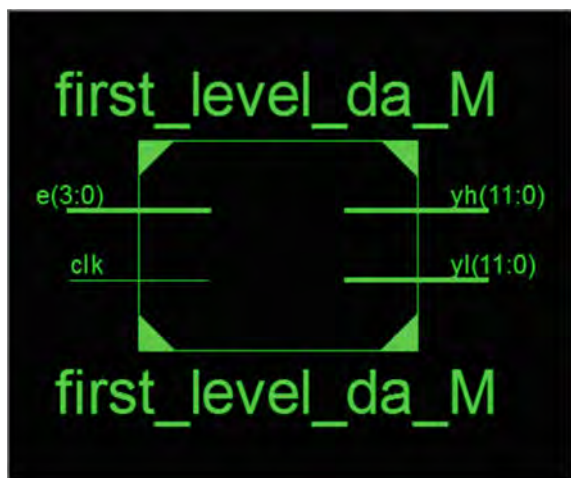 first_level_da_M
e(3:0)
yh(11:0)
clk
yl(11:0)
first_level_da_M